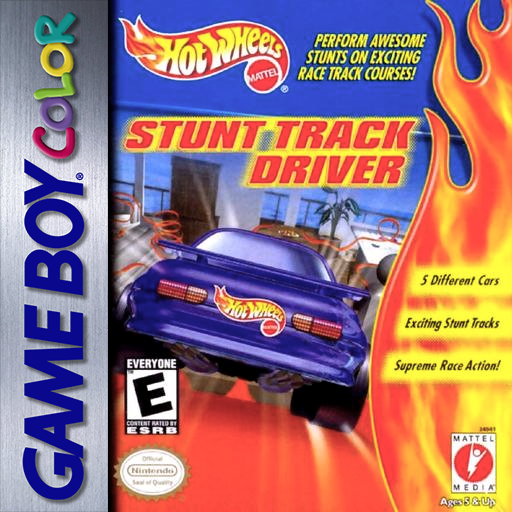 GAME BOY COLOR
Hot Wheels
MATTEL
®
PERFORM AWESOME
STUNTS ON EXCITING
RACE TRACK COURSES!
STUNT TRACK
DRIVER
5 Different Cars
Exciting Stunt Tracks
Supreme Race Action!
Hot Wheels
MATTEL
EVERYONE
E
CONTENT RATED BY
ESRB
Official
Nintendo
Seal of Quality
24941
MATTEL
MEDIA
Ages 5 & Up